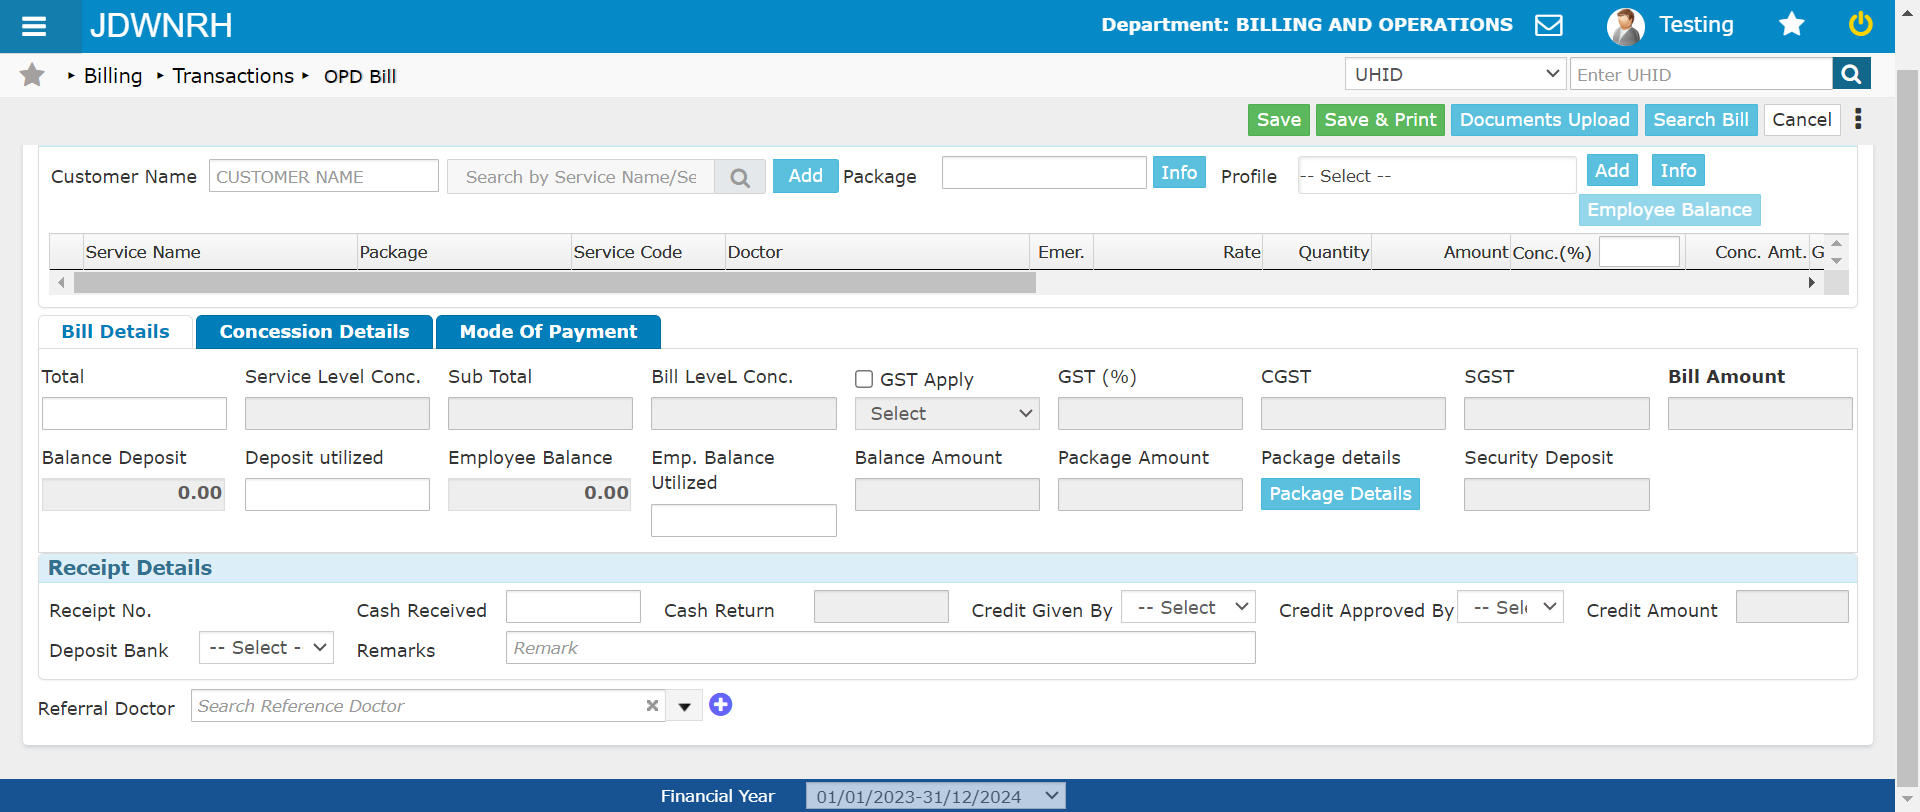 JDWNRH
Department: BILLING AND OPERATIONS
Testing
Billing Transactions OPD Bill
UHID
Enter UHID
Save
Save & Print
Documents Upload
Search Bill
Cancel
Customer Name
CUSTOMER NAME
Search by Service Name/Se
Add
Package
Info
Profile
-- Select --
Add
Info
Employee Balance
Service Name Package Service Code Doctor Emer. Rate Quantity Amount Conc.(%) Conc. Amt. G
Bill Details
Concession Details
Mode Of Payment
Total Service Level Conc. Sub Total Bill LeveL Conc. GST Apply GST (%) CGST SGST Bill Amount
Select
Balance Deposit Deposit utilized Employee Balance Emp. Balance Utilized Balance Amount Package Amount Package details Security Deposit
0.00
0.00
Package Details
Receipt Details
Receipt No. Cash Received Cash Return Credit Given By -- Select Credit Approved By -- Sele Credit Amount
Deposit Bank -- Select - Remarks Remark
Referral Doctor Search Reference Doctor
Financial Year 01/01/2023-31/12/2024